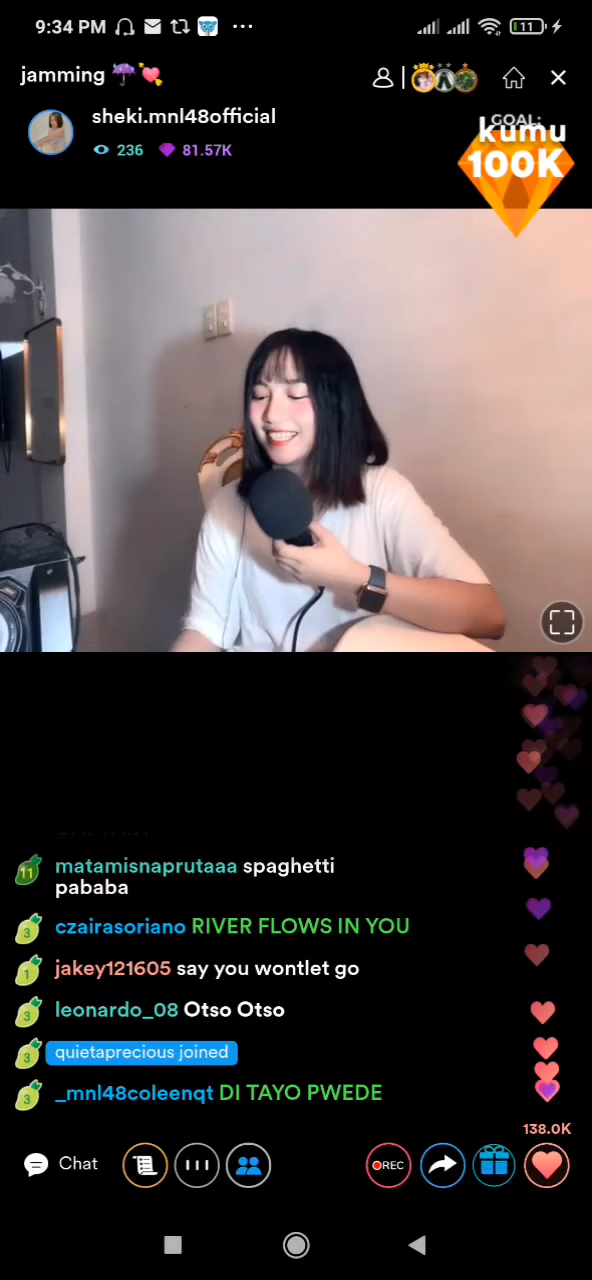 9:34 PM
11
jamming
sheki.mnl48official
236
81.57K
GOAL:
kumu
100K
11 matamisnaprutaaa spaghetti
pababa
3 czairasoriano RIVER FLOWS IN YOU
1 jakey121605 say you wontlet go
3 leonardo_08 Otso Otso
3 quietaprecious joined
3 _mnl48coleenqt DI TAYO PWEDE
138.0K
Chat
REC